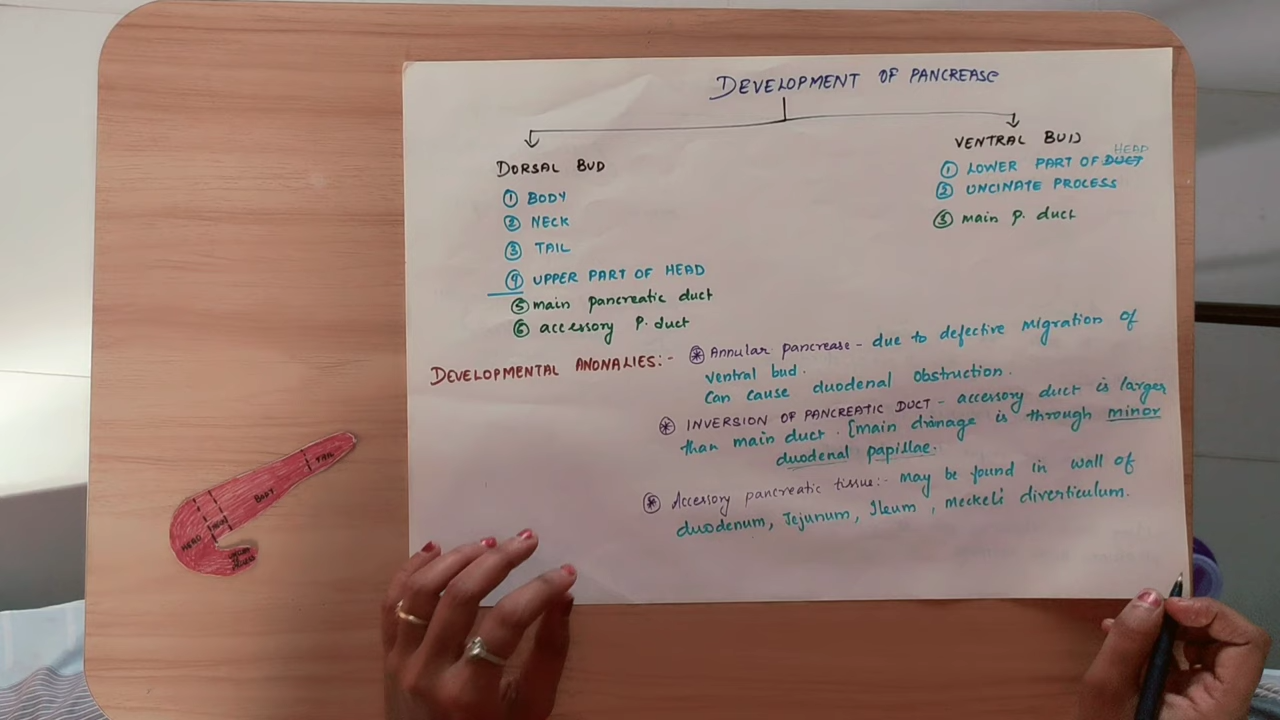 DEVELOPMENT OF PANCREASE
DORSAL BUD
① BODY
② NECK
③ TAIL
④ UPPER PART OF HEAD
⑤ main pancreatic duct
⑥ accessory P. duct
VENTRAL BUD
① LOWER PART OF DUCT HEAD
② UNCINATE PROCESS
③ main P. duct
DEVELOPMENTAL ANONALIES:-
* Annular pancrease - due to defective migration of
ventral bud.
Can cause duodenal obstruction.
* INVERSION OF PANCREATIC DUCT - accessory duct is larger
than main duct. [main drainage is through minor
duodenal papillae.
* Accessory pancreatic tissue:- may be found in wall of
duodenum, Jejunum, Ileum, meckeli diverticulum.
TAIL
BODY
NECK
HEAD